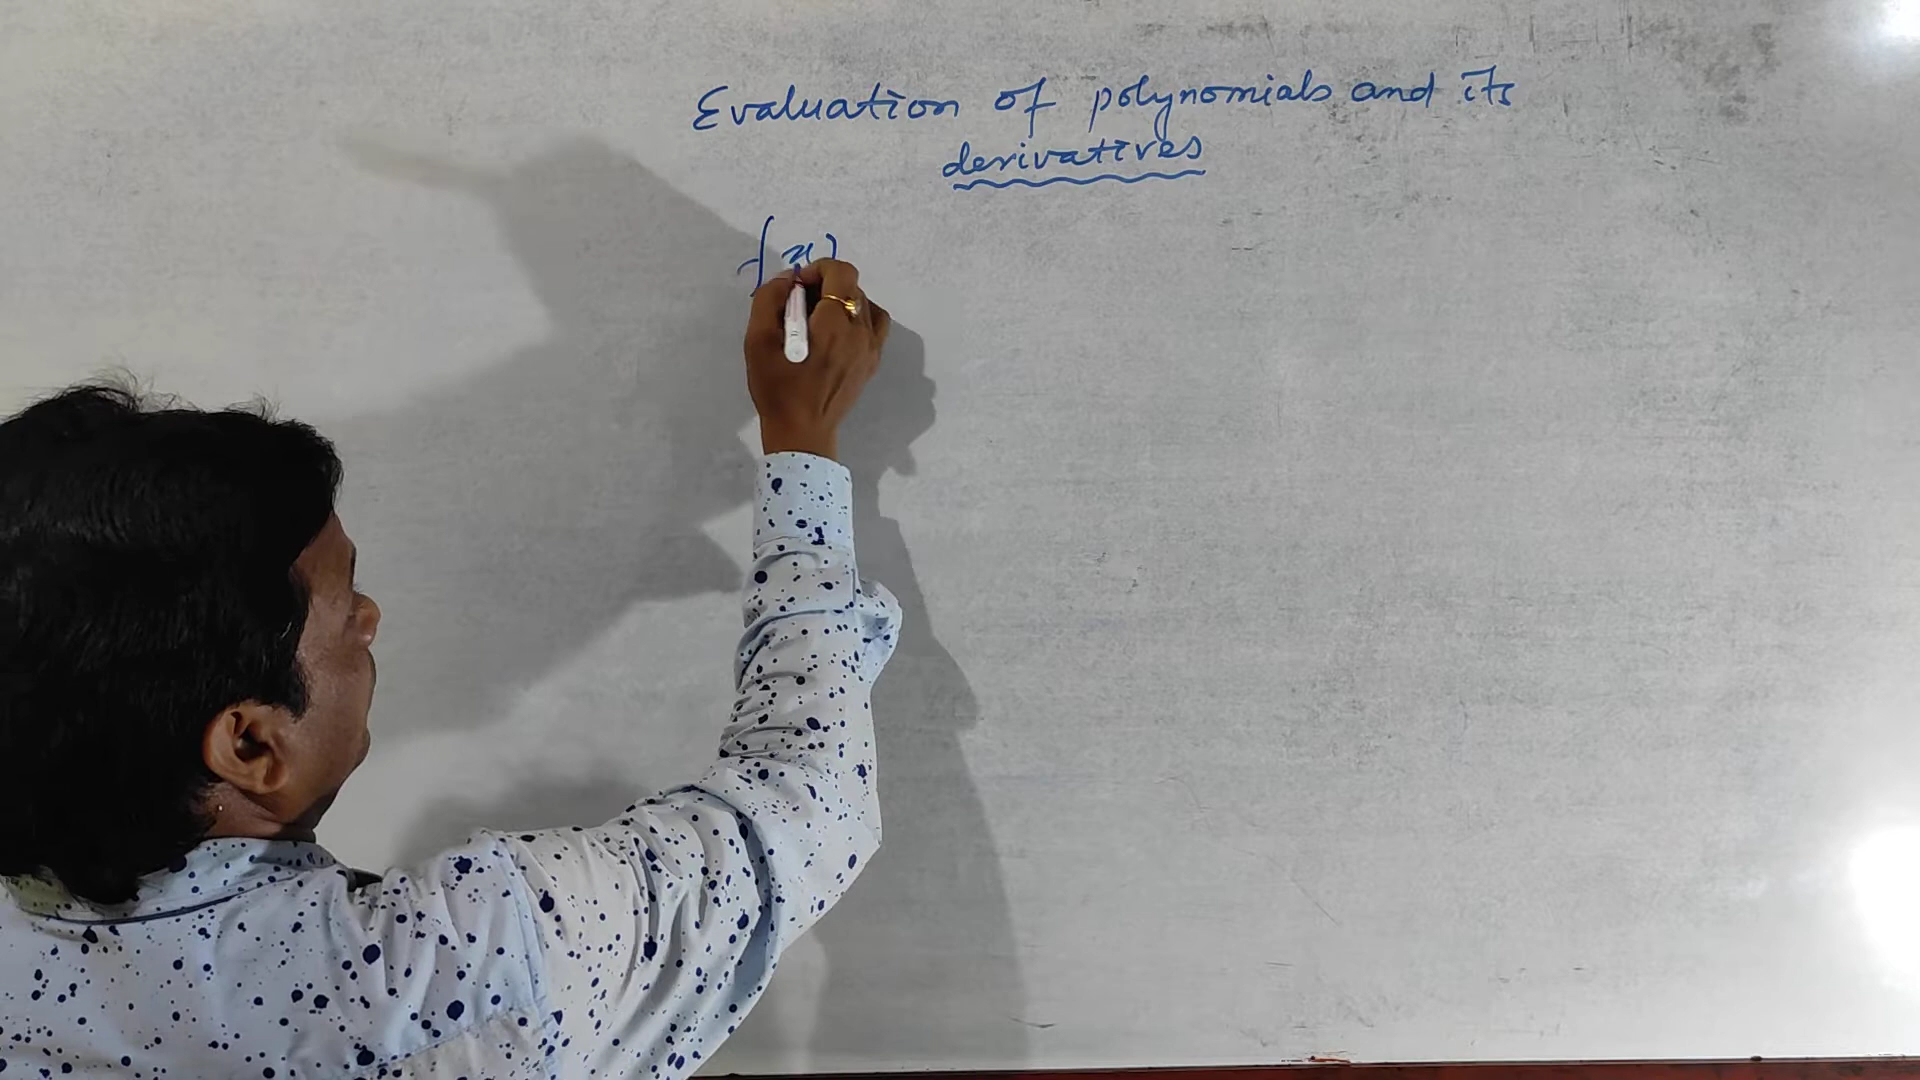 Evaluation of polynomials and its
derivatives
f(x)